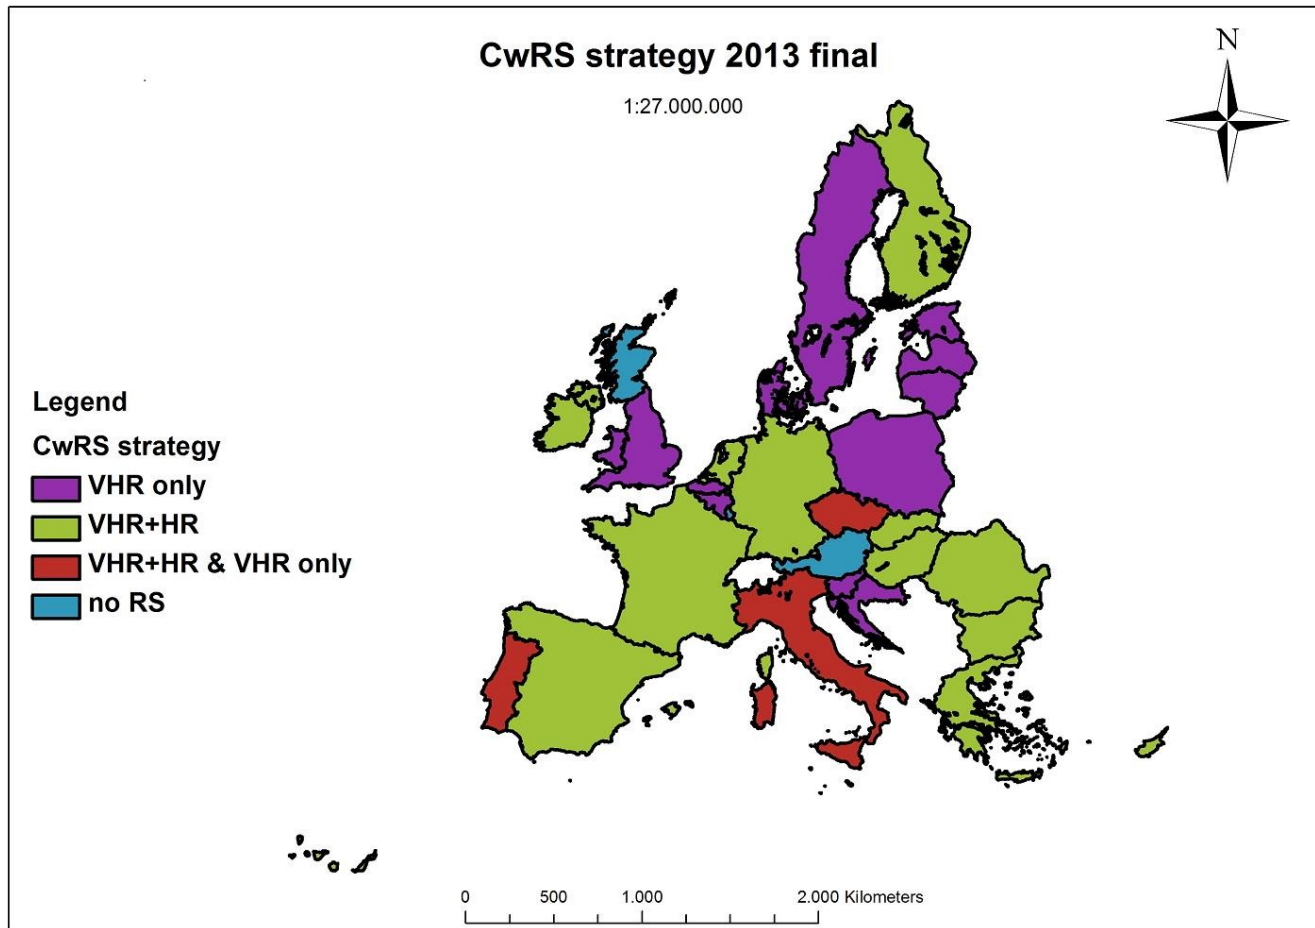 CwRS strategy 2013 final
N
1:27.000.000
Legend
CwRS strategy
VHR only
VHR+HR
VHR+HR & VHR only
no RS
0 500 1.000 2.000 Kilometers